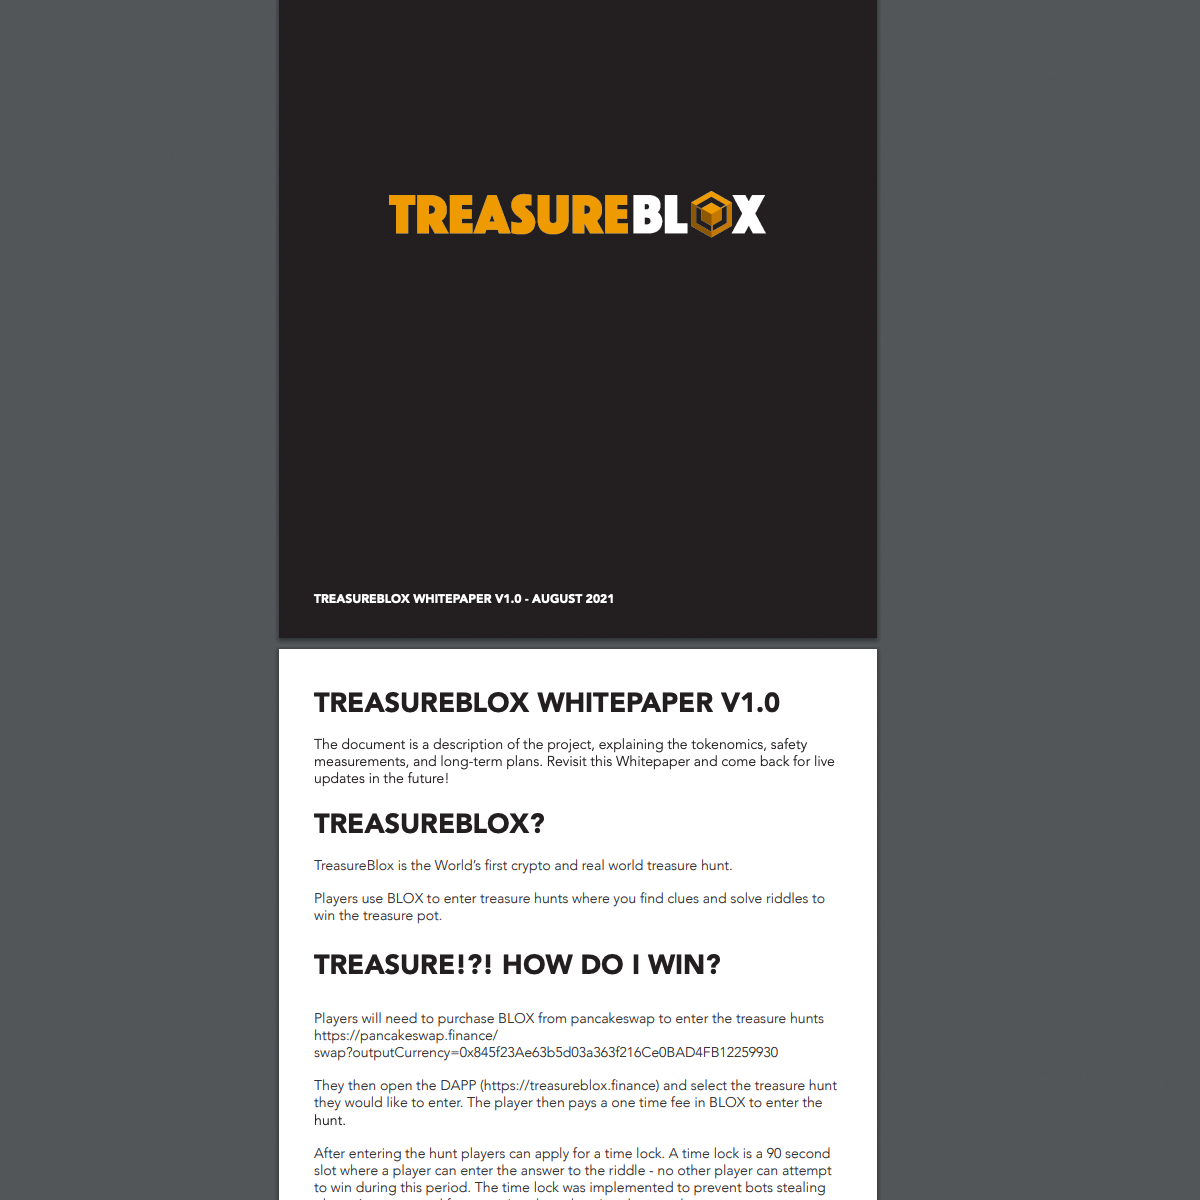 TREASUREBLOX
TREASUREBLOX WHITEPAPER V1.0 - AUGUST 2021
TREASUREBLOX WHITEPAPER V1.0
The document is a description of the project, explaining the tokenomics, safety
measurements, and long-term plans. Revisit this Whitepaper and come back for live
updates in the future!
TREASUREBLOX?
TreasureBlox is the World’s first crypto and real world treasure hunt.
Players use BLOX to enter treasure hunts where you find clues and solve riddles to
win the treasure pot.
TREASURE!?! HOW DO I WIN?
Players will need to purchase BLOX from pancakeswap to enter the treasure hunts
https://pancakeswap.finance/
swap?outputCurrency=0x845f23Ae63b5d03a363f216Ce0BAD4FB12259930
They then open the DAPP (https://treasureblox.finance) and select the treasure hunt
they would like to enter. The player then pays a one time fee in BLOX to enter the
hunt.
After entering the hunt players can apply for a time lock. A time lock is a 90 second
slot where a player can enter the answer to the riddle - no other player can attempt
to win during this period. The time lock was implemented to prevent bots stealing